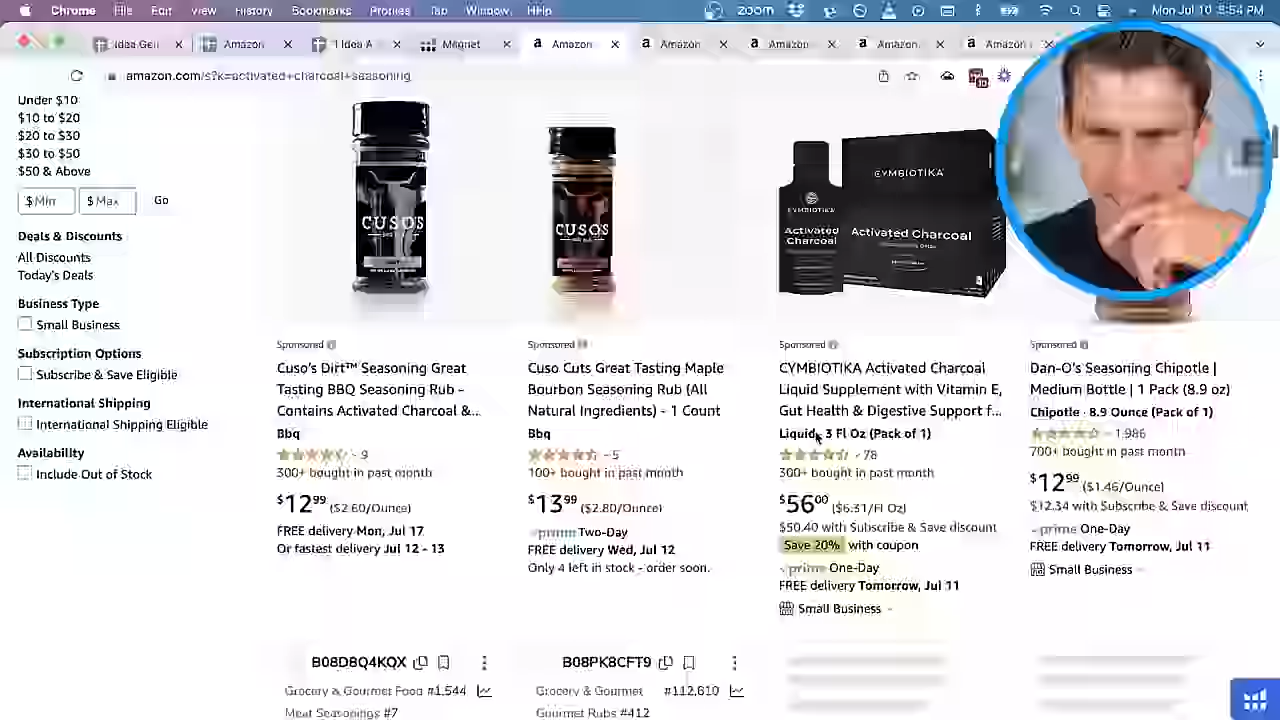 Chrome File Edit View History Bookmarks Profiles Tab Window Help
Zoom
Mon Jul 10 8:54 PM
Idea Gen
Amazon
1 Idea A
Magnet
Amazon
Amazon
Amazon
Amazon
Amazon
amazon.com/s?k=activated+charcoal+seasoning
10
Under $10
$10 to $20
$20 to $30
$30 to $50
$50 & Above
$ Min $ Max Go
Deals & Discounts
All Discounts
Today's Deals
Business Type
Small Business
Subscription Options
Subscribe & Save Eligible
International Shipping
International Shipping Eligible
Availability
Include Out of Stock
CUSO'S
Sponsored
Cuso's Dirt™ Seasoning Great
Tasting BBQ Seasoning Rub -
Contains Activated Charcoal &...
Bbq
9
300+ bought in past month
$12.99 ($2.60/Ounce)
FREE delivery Mon, Jul 17
Or fastest delivery Jul 12 - 13
B08D8Q4KQX
Grocery & Gourmet Food #1,544
Meat Seasonings #7
CUSO'S
Sponsored
Cuso Cuts Great Tasting Maple
Bourbon Seasoning Rub (All
Natural Ingredients) - 1 Count
Bbq
5
100+ bought in past month
$13.99 ($2.80/Ounce)
prime Two-Day
FREE delivery Wed, Jul 12
Only 4 left in stock - order soon.
B08PK8CFT9
Grocery & Gourmet #112,610
Gourmet Rubs #412
CYMBIOTIKA
Activated
Charcoal
CYMBIOTIKA
Activated Charcoal
Sponsored
CYMBIOTIKA Activated Charcoal
Liquid Supplement with Vitamin E,
Gut Health & Digestive Support f...
Liquid, 3 Fl Oz (Pack of 1)
78
300+ bought in past month
$56.00 ($6.31/Fl Oz)
$50.40 with Subscribe & Save discount
Save 20% with coupon
prime One-Day
FREE delivery Tomorrow, Jul 11
Small Business
Sponsored
Dan-O's Seasoning Chipotle |
Medium Bottle | 1 Pack (8.9 oz)
Chipotle · 8.9 Ounce (Pack of 1)
1,986
700+ bought in past month
$12.99 ($1.46/Ounce)
$12.34 with Subscribe & Save discount
prime One-Day
FREE delivery Tomorrow, Jul 11
Small Business